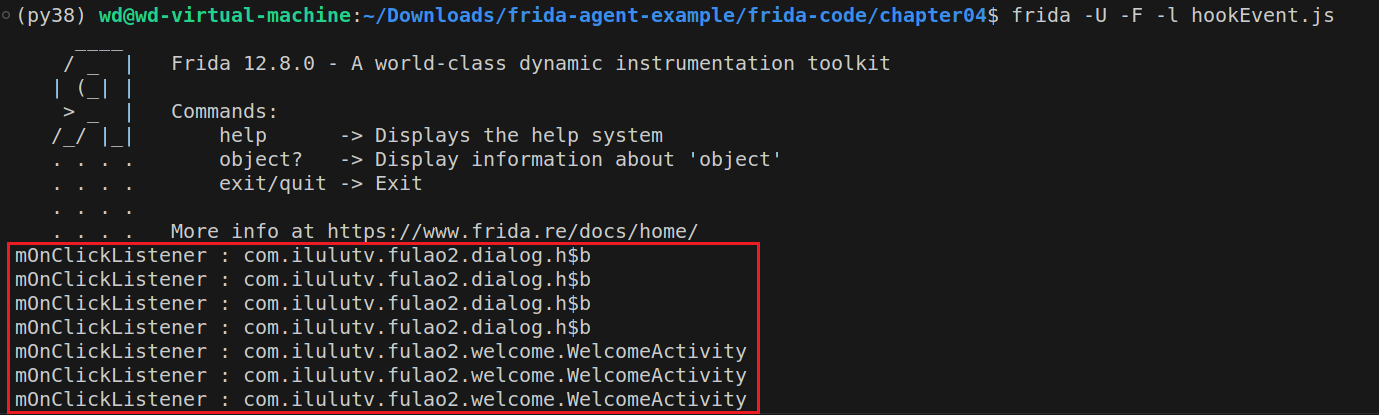 (py38) wd@wd-virtual-machine:~/Downloads/frida-agent-example/frida-code/chapter04$ frida -U -F -l hookEvent.js
     ____
    / _  |   Frida 12.8.0 - A world-class dynamic instrumentation toolkit
   | (_| |
    > _  |   Commands:
   /_/ |_|       help      -> Displays the help system
   . . . .       object?   -> Display information about 'object'
   . . . .       exit/quit -> Exit
   . . . .
   . . . .   More info at https://www.frida.re/docs/home/
mOnClickListener : com.ilulutv.fulao2.dialog.h$b
mOnClickListener : com.ilulutv.fulao2.dialog.h$b
mOnClickListener : com.ilulutv.fulao2.dialog.h$b
mOnClickListener : com.ilulutv.fulao2.dialog.h$b
mOnClickListener : com.ilulutv.fulao2.welcome.WelcomeActivity
mOnClickListener : com.ilulutv.fulao2.welcome.WelcomeActivity
mOnClickListener : com.ilulutv.fulao2.welcome.WelcomeActivity